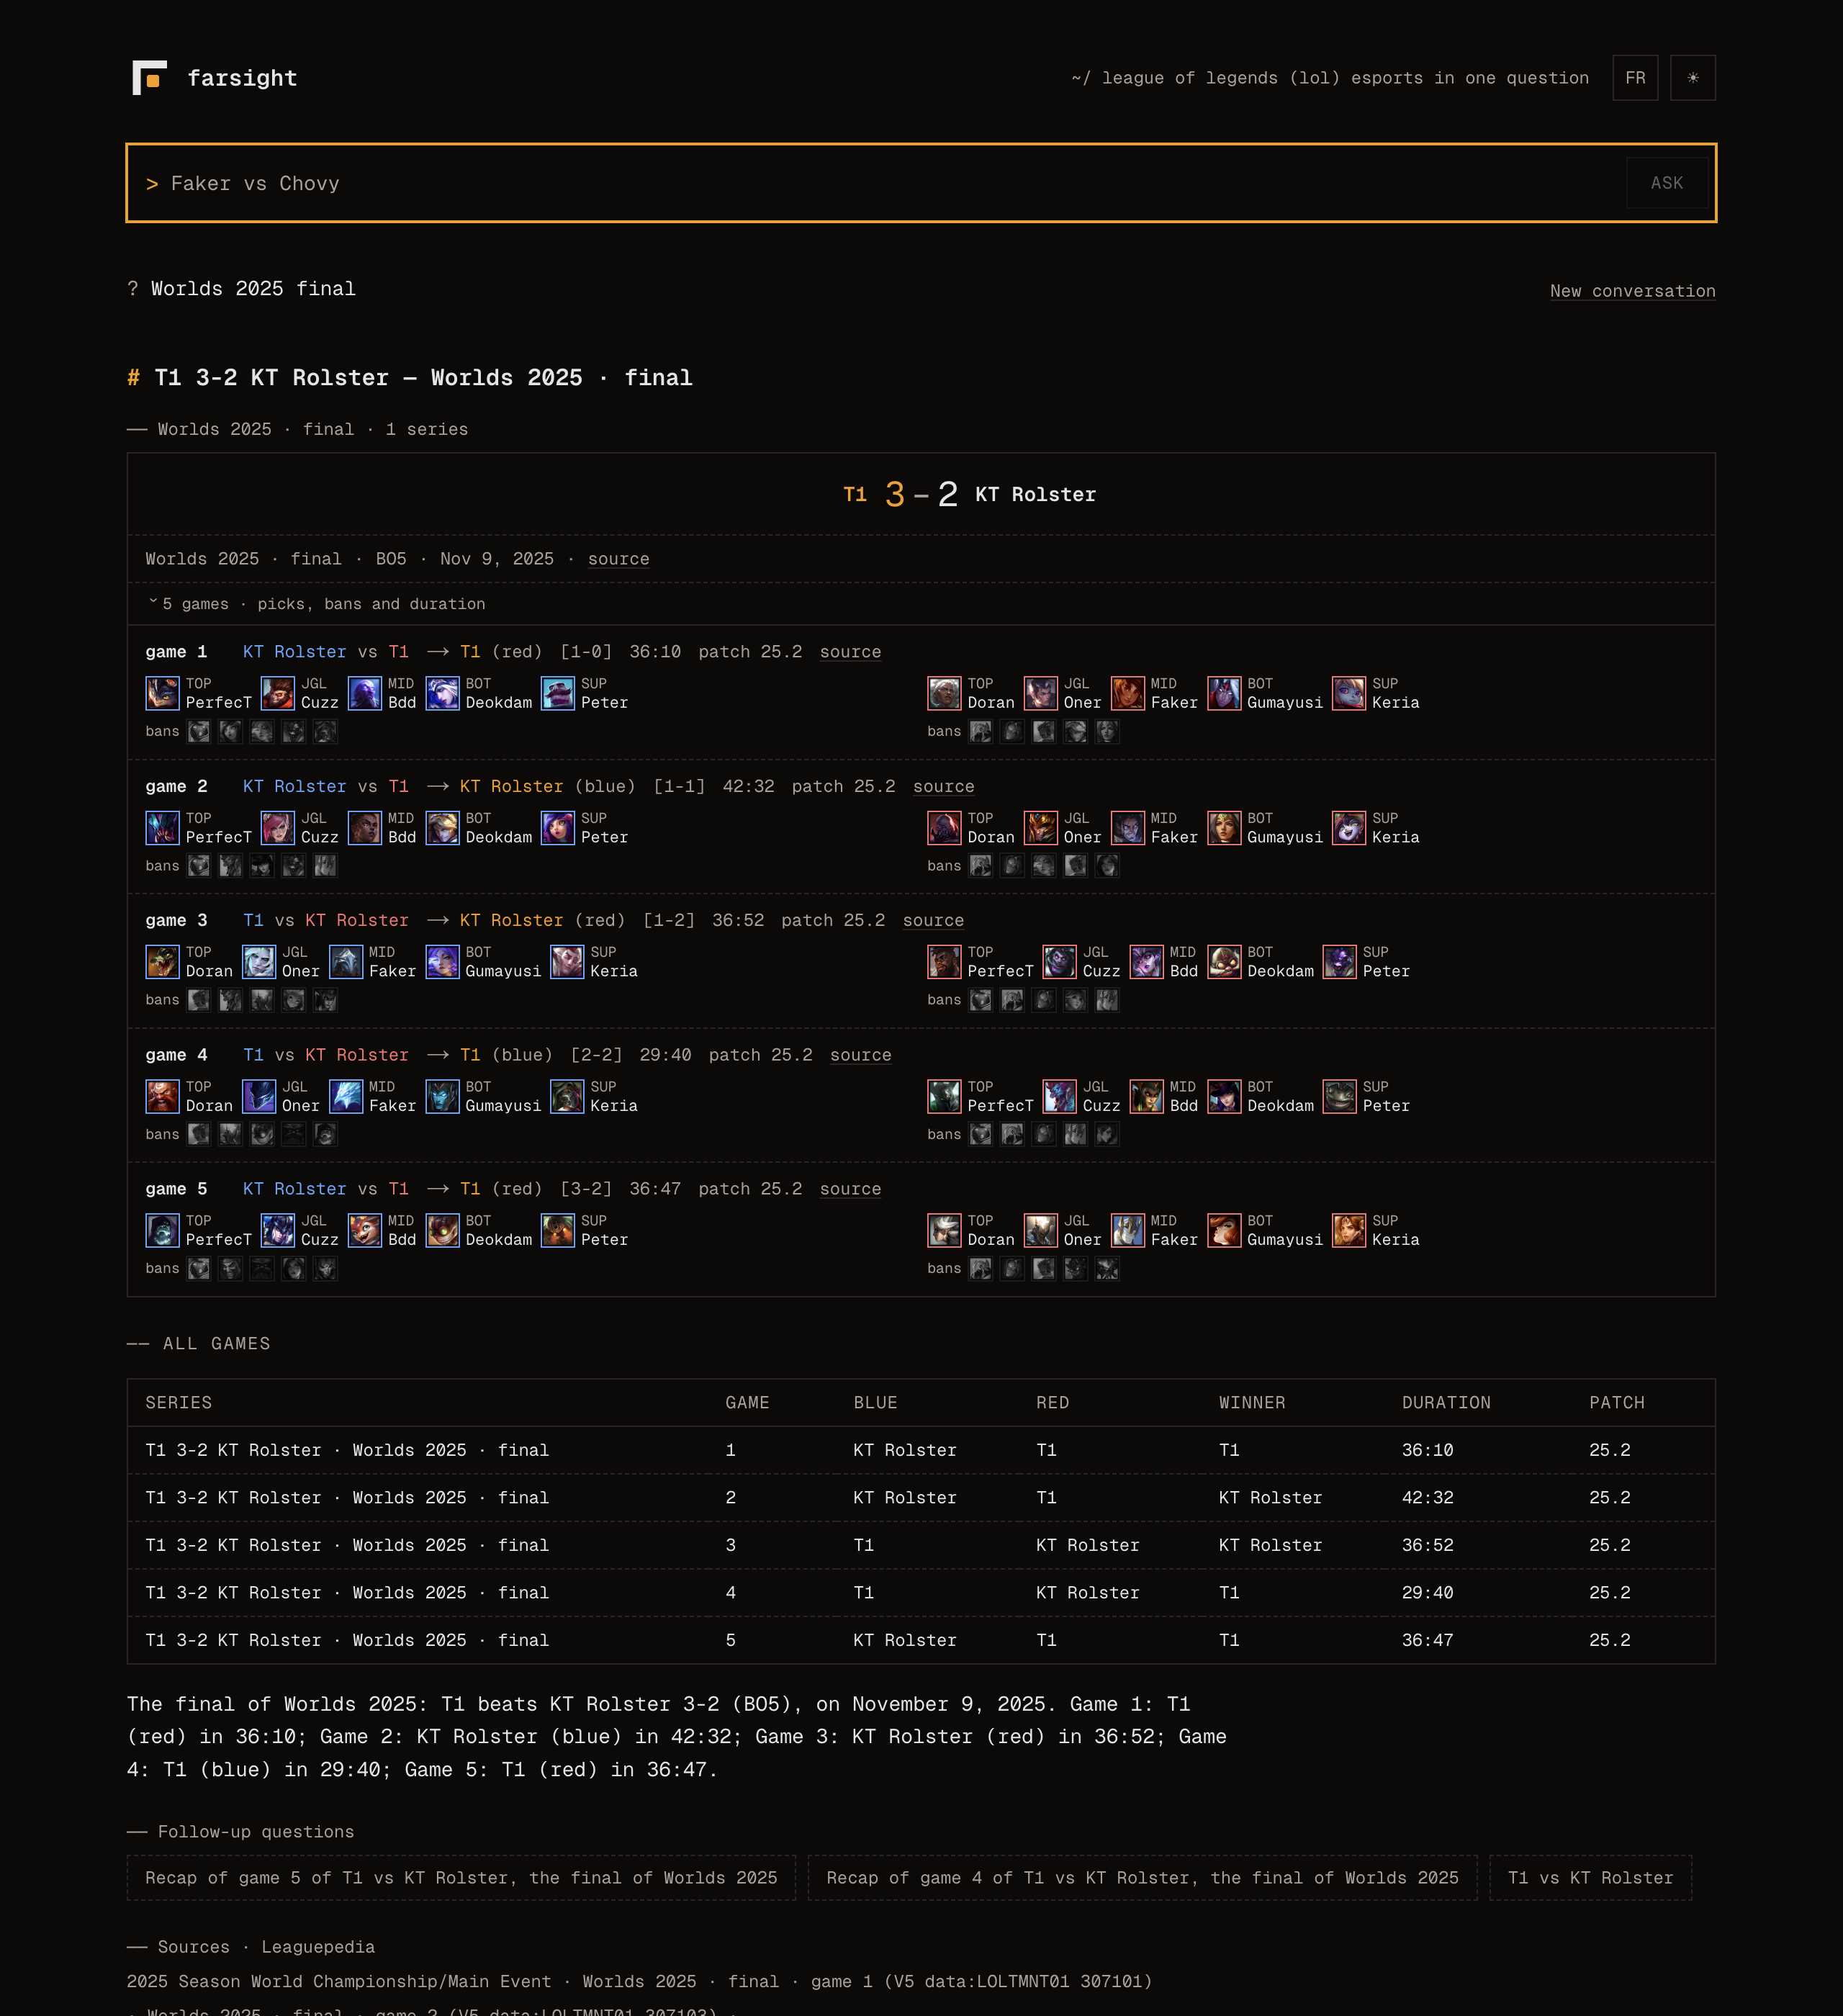 farsight
~/ league of legends (lol) esports in one question FR
> Faker vs Chovy ASK
? Worlds 2025 final New conversation
# T1 3-2 KT Rolster — Worlds 2025 · final
── Worlds 2025 · final · 1 series
T1 3–2 KT Rolster
Worlds 2025 · final · BO5 · Nov 9, 2025 · source
5 games · picks, bans and duration
game 1 KT Rolster vs T1 → T1 (red) [1-0] 36:10 patch 25.2 source
TOP JGL MID BOT SUP TOP JGL MID BOT SUP
PerfecT Cuzz Bdd Deokdam Peter Doran Oner Faker Gumayusi Keria
bans bans
game 2 KT Rolster vs T1 → KT Rolster (blue) [1-1] 42:32 patch 25.2 source
TOP JGL MID BOT SUP TOP JGL MID BOT SUP
PerfecT Cuzz Bdd Deokdam Peter Doran Oner Faker Gumayusi Keria
bans bans
game 3 T1 vs KT Rolster → KT Rolster (red) [1-2] 36:52 patch 25.2 source
TOP JGL MID BOT SUP TOP JGL MID BOT SUP
Doran Oner Faker Gumayusi Keria PerfecT Cuzz Bdd Deokdam Peter
bans bans
game 4 T1 vs KT Rolster → T1 (blue) [2-2] 29:40 patch 25.2 source
TOP JGL MID BOT SUP TOP JGL MID BOT SUP
Doran Oner Faker Gumayusi Keria PerfecT Cuzz Bdd Deokdam Peter
bans bans
game 5 KT Rolster vs T1 → T1 (red) [3-2] 36:47 patch 25.2 source
TOP JGL MID BOT SUP TOP JGL MID BOT SUP
PerfecT Cuzz Bdd Deokdam Peter Doran Oner Faker Gumayusi Keria
bans bans
── ALL GAMES
SERIES GAME BLUE RED WINNER DURATION PATCH
T1 3-2 KT Rolster · Worlds 2025 · final 1 KT Rolster T1 T1 36:10 25.2
T1 3-2 KT Rolster · Worlds 2025 · final 2 KT Rolster T1 KT Rolster 42:32 25.2
T1 3-2 KT Rolster · Worlds 2025 · final 3 T1 KT Rolster KT Rolster 36:52 25.2
T1 3-2 KT Rolster · Worlds 2025 · final 4 T1 KT Rolster T1 29:40 25.2
T1 3-2 KT Rolster · Worlds 2025 · final 5 KT Rolster T1 T1 36:47 25.2
The final of Worlds 2025: T1 beats KT Rolster 3-2 (BO5), on November 9, 2025. Game 1: T1
(red) in 36:10; Game 2: KT Rolster (blue) in 42:32; Game 3: KT Rolster (red) in 36:52; Game
4: T1 (blue) in 29:40; Game 5: T1 (red) in 36:47.
── Follow-up questions
Recap of game 5 of T1 vs KT Rolster, the final of Worlds 2025 Recap of game 4 of T1 vs KT Rolster, the final of Worlds 2025 T1 vs KT Rolster
── Sources · Leaguepedia
2025 Season World Championship/Main Event · Worlds 2025 · final · game 1 (V5 data:LOLTMNT01 307101)
· Worlds 2025 · final · game 2 (V5 data:LOLTMNT01 307103) ·